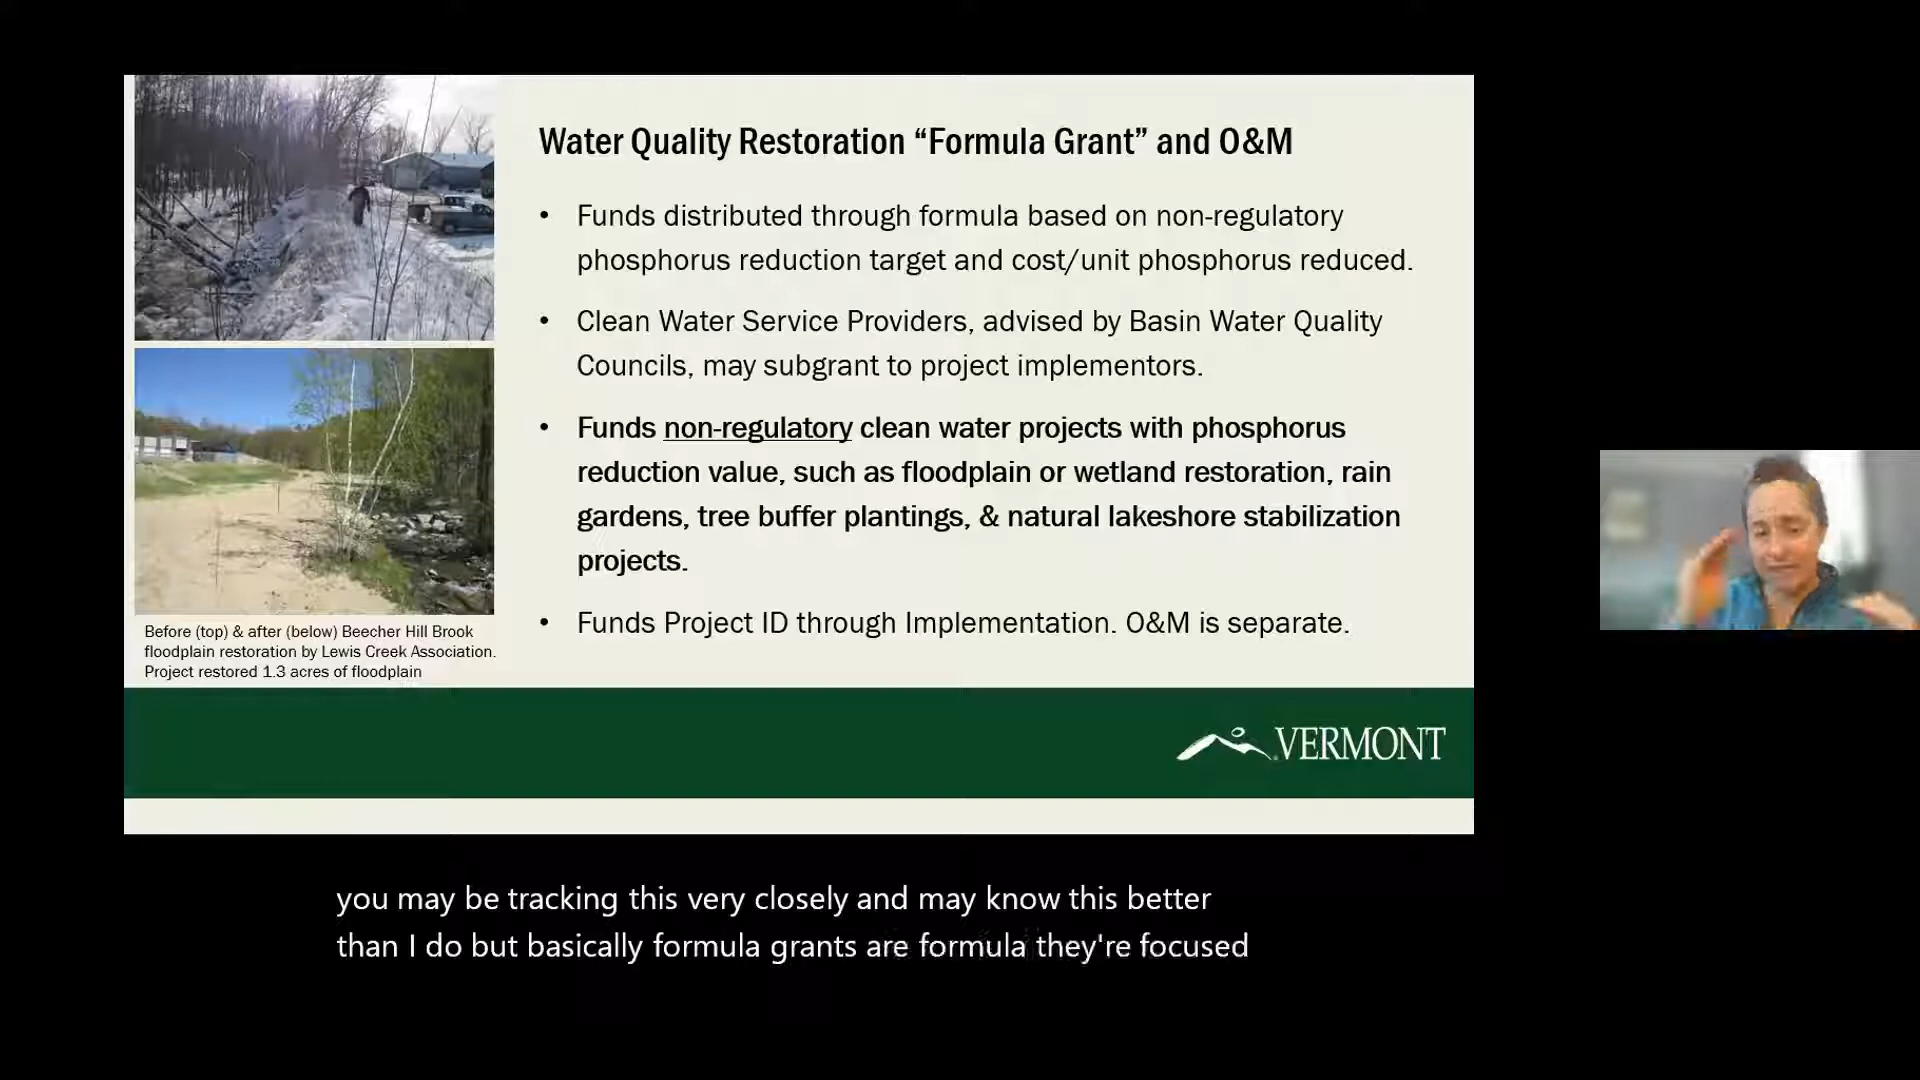 Water Quality Restoration “Formula Grant” and O&M
• Funds distributed through formula based on non-regulatory
phosphorus reduction target and cost/unit phosphorus reduced.
• Clean Water Service Providers, advised by Basin Water Quality
Councils, may subgrant to project implementors.
• Funds non-regulatory clean water projects with phosphorus
reduction value, such as floodplain or wetland restoration, rain
gardens, tree buffer plantings, & natural lakeshore stabilization
projects.
• Funds Project ID through Implementation. O&M is separate.
Before (top) & after (below) Beecher Hill Brook
floodplain restoration by Lewis Creek Association.
Project restored 1.3 acres of floodplain
VERMONT
you may be tracking this very closely and may know this better
than I do but basically formula grants are formula they're focused